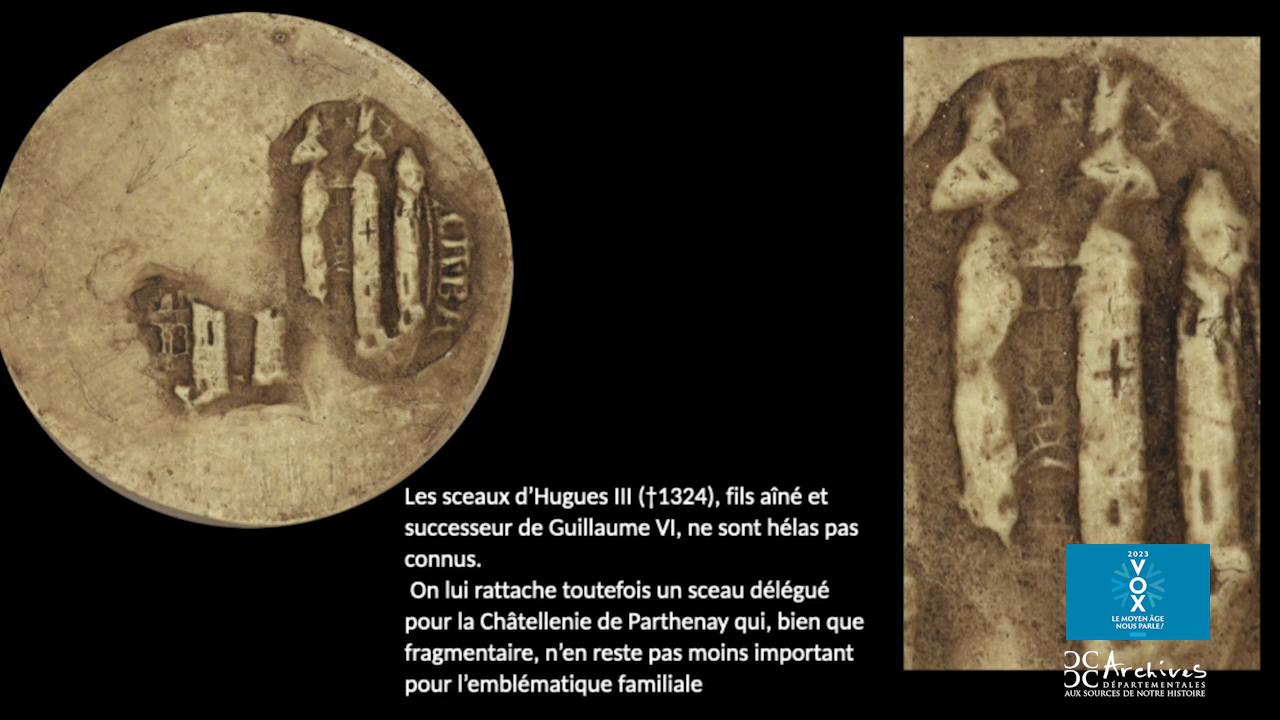 Les sceaux d’Hugues III (†1324), fils aîné et
successeur de Guillaume VI, ne sont hélas pas
connus.
On lui rattache toutefois un sceau délégué
pour la Châtellenie de Parthenay qui, bien que
fragmentaire, n’en reste pas moins important
pour l’emblématique familiale
2023
VOX
LE MOYEN ÂGE
NOUS PARLE !
Archives
DÉPARTEMENTALES
AUX SOURCES DE NOTRE HISTOIRE